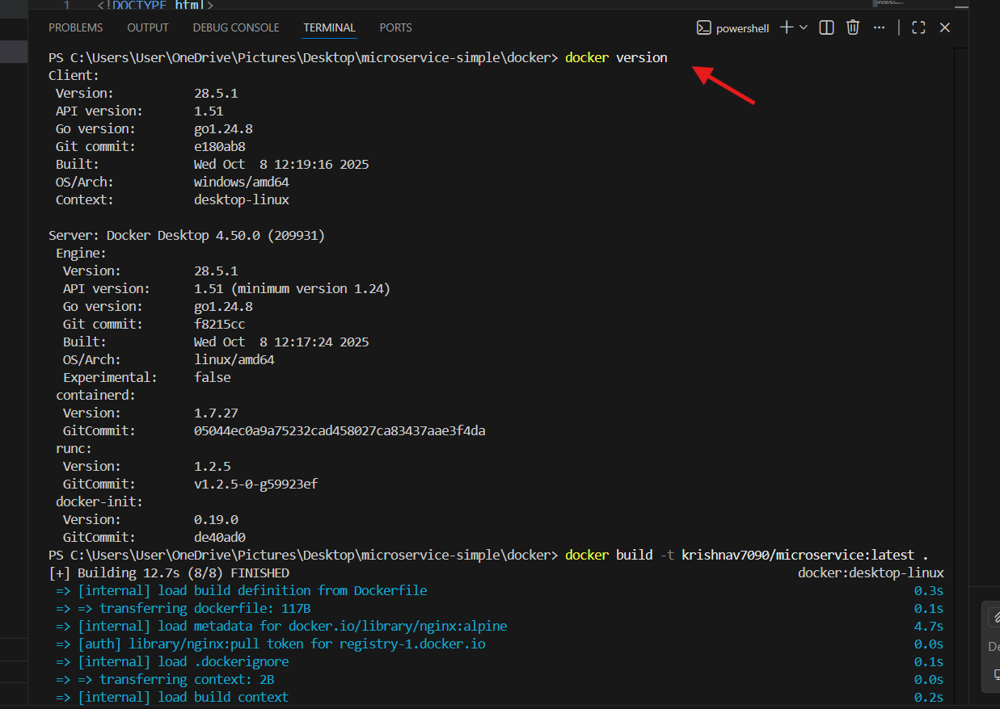 1 <!DOCTYPE html>
PROBLEMS OUTPUT DEBUG CONSOLE TERMINAL PORTS powershell
PS C:\Users\User\OneDrive\Pictures\Desktop\microservice-simple\docker> docker version
Client:
Version: 28.5.1
API version: 1.51
Go version: go1.24.8
Git commit: e180ab8
Built: Wed Oct  8 12:19:16 2025
OS/Arch: windows/amd64
Context: desktop-linux
Server: Docker Desktop 4.50.0 (209931)
Engine:
Version: 28.5.1
API version: 1.51 (minimum version 1.24)
Go version: go1.24.8
Git commit: f8215cc
Built: Wed Oct  8 12:17:24 2025
OS/Arch: linux/amd64
Experimental: false
containerd:
Version: 1.7.27
GitCommit: 05044ec0a9a75232cad458027ca83437aae3f4da
runc:
Version: 1.2.5
GitCommit: v1.2.5-0-g59923ef
docker-init:
Version: 0.19.0
GitCommit: de40ad0
PS C:\Users\User\OneDrive\Pictures\Desktop\microservice-simple\docker> docker build -t krishnav7090/microservice:latest .
[+] Building 12.7s (8/8) FINISHED docker:desktop-linux
=> [internal] load build definition from Dockerfile 0.3s
=> => transferring dockerfile: 117B 0.1s
=> [internal] load metadata for docker.io/library/nginx:alpine 4.7s
=> [auth] library/nginx:pull token for registry-1.docker.io 0.0s
=> [internal] load .dockerignore 0.1s
=> => transferring context: 2B 0.0s
=> [internal] load build context 0.2s